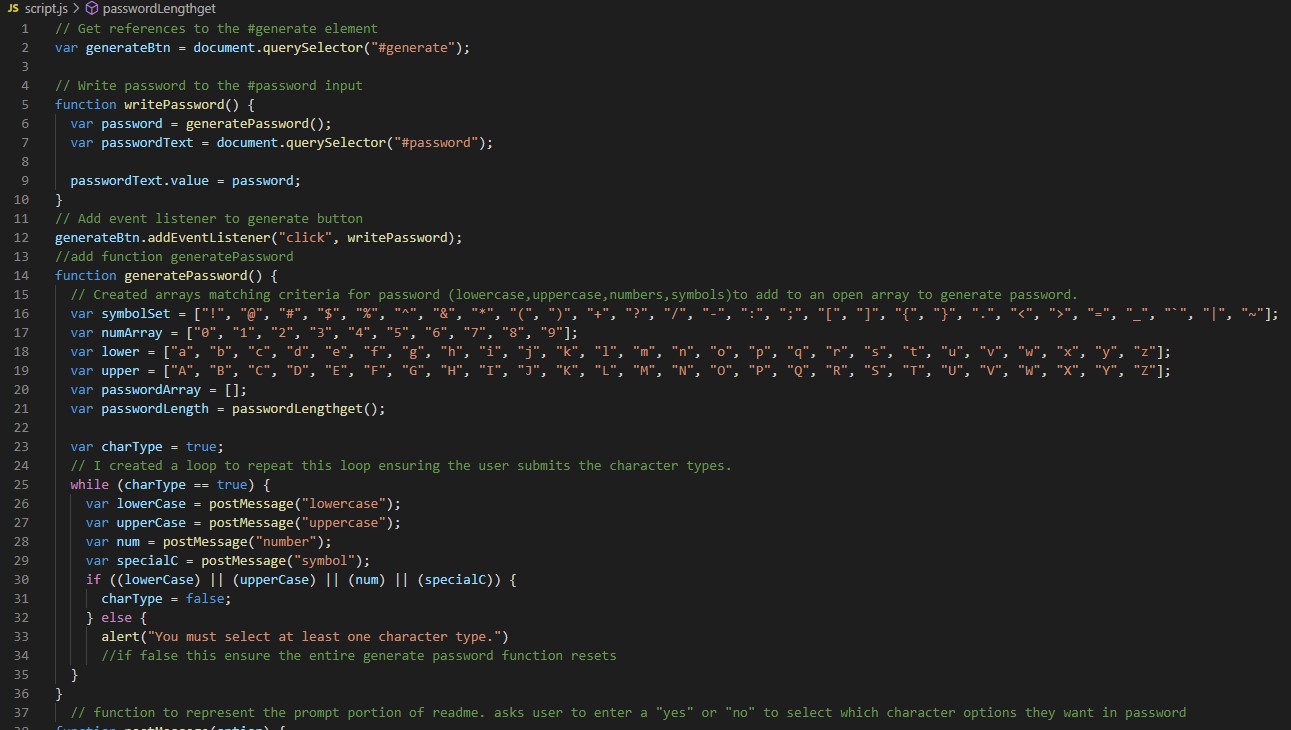 JS script.js > passwordLengthget
1 // Get references to the #generate element
2 var generateBtn = document.querySelector("#generate");
3
4 // Write password to the #password input
5 function writePassword() {
6 var password = generatePassword();
7 var passwordText = document.querySelector("#password");
8
9 passwordText.value = password;
10 }
11 // Add event listener to generate button
12 generateBtn.addEventListener("click", writePassword);
13 //add function generatePassword
14 function generatePassword() {
15 // Created arrays matching criteria for password (lowercase,uppercase,numbers,symbols)to add to an open array to generate password.
16 var symbolSet = ["!", "@", "#", "$", "%", "^", "&", "*", "(", ")", "+", "?", "/", "-", ":", ";", "[", "]", "{", "}", ".", "<", ">", "=", "_", "`", "|", "~"];
17 var numArray = ["0", "1", "2", "3", "4", "5", "6", "7", "8", "9"];
18 var lower = ["a", "b", "c", "d", "e", "f", "g", "h", "i", "j", "k", "l", "m", "n", "o", "p", "q", "r", "s", "t", "u", "v", "w", "x", "y", "z"];
19 var upper = ["A", "B", "C", "D", "E", "F", "G", "H", "I", "J", "K", "L", "M", "N", "O", "P", "Q", "R", "S", "T", "U", "V", "W", "X", "Y", "Z"];
20 var passwordArray = [];
21 var passwordLength = passwordLengthget();
22
23 var charType = true;
24 // I created a loop to repeat this loop ensuring the user submits the character types.
25 while (charType == true) {
26 var lowerCase = postMessage("lowercase");
27 var upperCase = postMessage("uppercase");
28 var num = postMessage("number");
29 var specialC = postMessage("symbol");
30 if ((lowerCase) || (upperCase) || (num) || (specialC)) {
31 charType = false;
32 } else {
33 alert("You must select at least one character type.")
34 //if false this ensure the entire generate password function resets
35 }
36 }
37 // function to represent the prompt portion of readme. asks user to enter a "yes" or "no" to select which character options they want in password
38 function postMessage(option) {